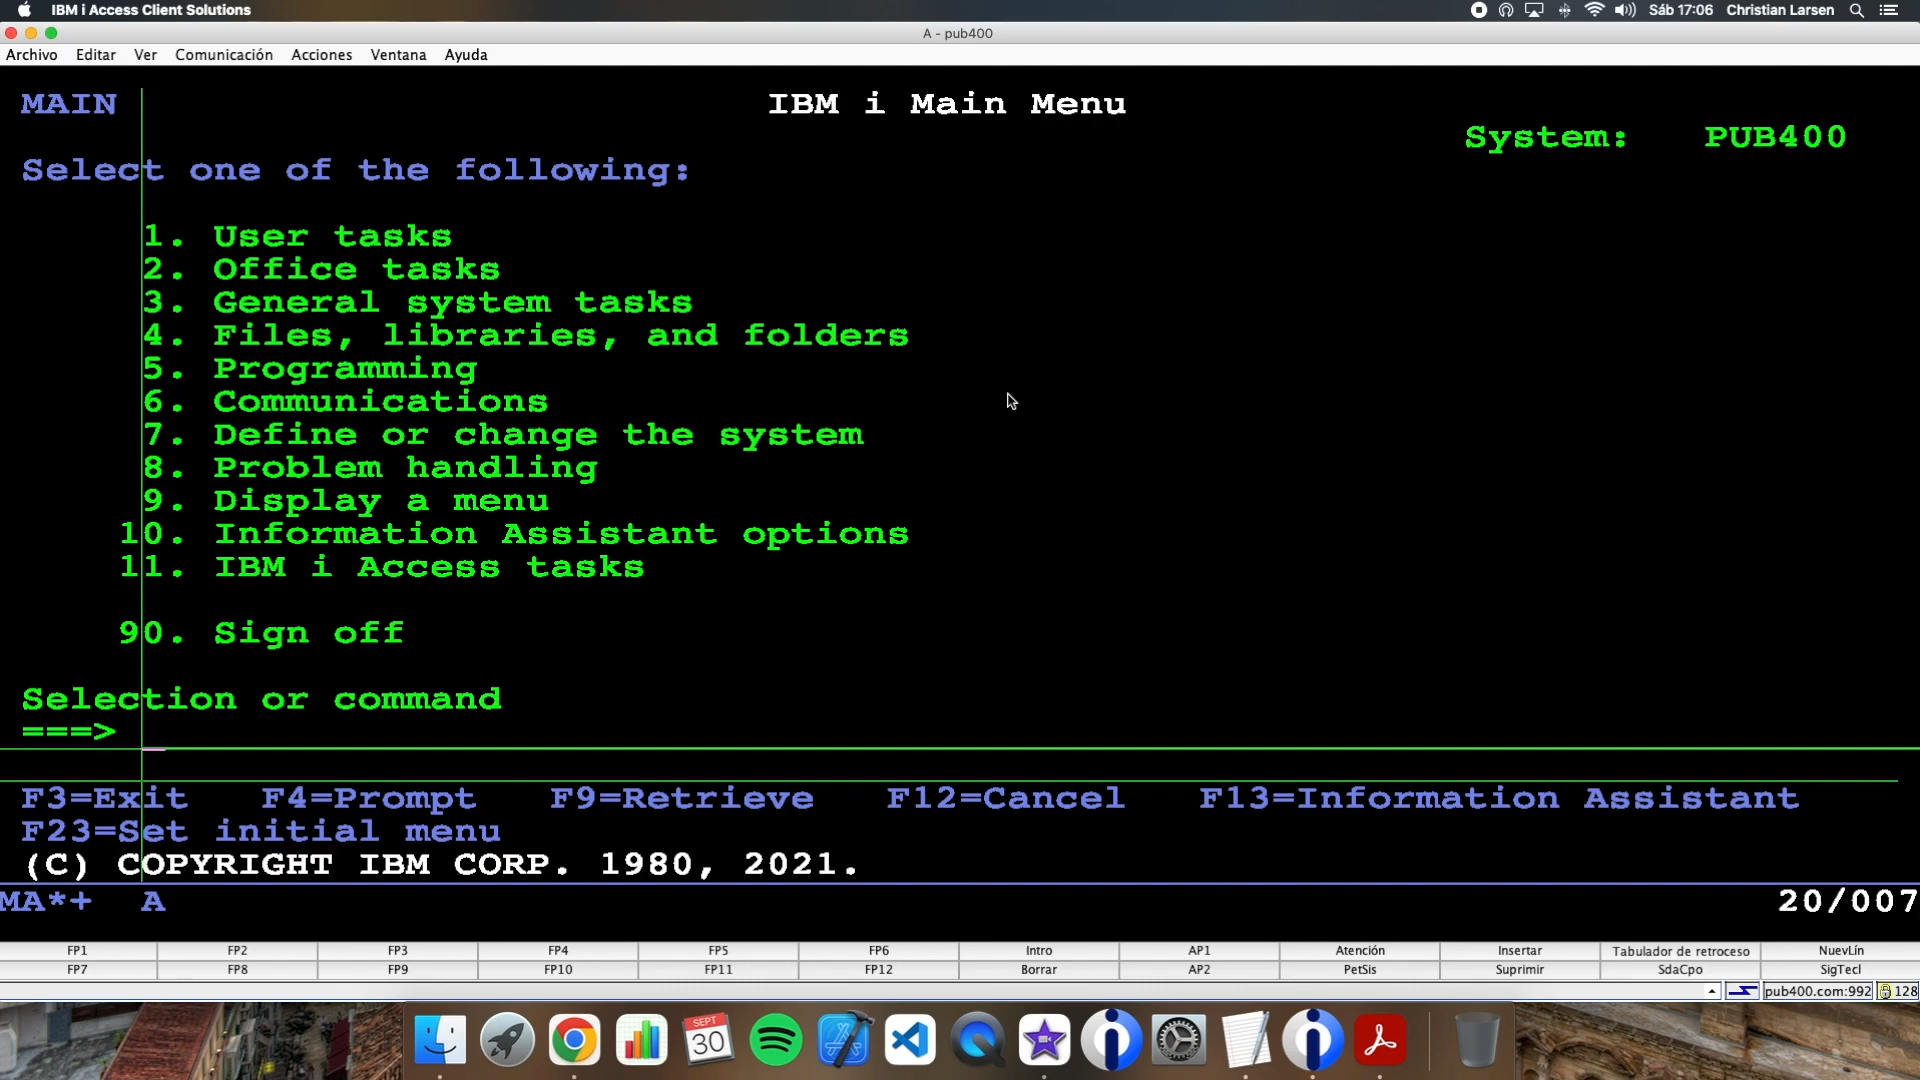 IBM i Access Client Solutions Sáb 17:06 Christian Larsen
A - pub400
Archivo Editar Ver Comunicación Acciones Ventana Ayuda
MAIN IBM i Main Menu
System: PUB400
Select one of the following:
1. User tasks
2. Office tasks
3. General system tasks
4. Files, libraries, and folders
5. Programming
6. Communications
7. Define or change the system
8. Problem handling
9. Display a menu
10. Information Assistant options
11. IBM i Access tasks
90. Sign off
Selection or command
===>
F3=Exit F4=Prompt F9=Retrieve F12=Cancel F13=Information Assistant
F23=Set initial menu
(C) COPYRIGHT IBM CORP. 1980, 2021.
MA*+ A 20/007
FP1 FP2 FP3 FP4 FP5 FP6 Intro AP1 Atención Insertar Tabulador de retroceso NuevLín
FP7 FP8 FP9 FP10 FP11 FP12 Borrar AP2 PetSis Suprimir SdaCpo SigTecl
pub400.com:992 128
SEPT
30